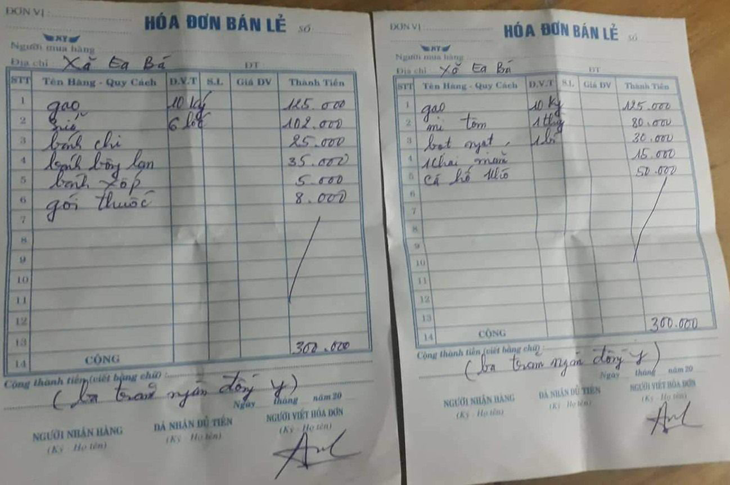 ĐƠN VỊ :
HÓA ĐƠN BÁN LẺ
SỐ
NT
Người mua hàng
Địa chỉ Xã Ea Bá ĐT :
STT Tên Hàng - Quy Cách Đ.V.T S.L Giá ĐV Thành Tiền
1 gạo 10 ký 125.000
2 6 102.000
3 bánh chi 25.000
4 bánh bông lan 35.000
5 bánh xốp 5.000
6 gói thuốc 8.000
7
8
9
10
11
12
13
14 CỘNG 300.000
Cộng thành tiền (viết bằng chữ)
(ba trăm ngàn đồng y)
Ngày tháng năm 20
NGƯỜI NHẬN HÀNG ĐÃ NHẬN ĐỦ TIỀN NGƯỜI VIẾT HÓA ĐƠN
(Ký - Họ tên) (Ký - Họ tên) (Ký - Họ tên)
ĐƠN VỊ
HÓA ĐƠN BÁN LẺ
SỐ
NT
Người mua hàng
Địa chỉ Xã Ea Bá ĐT :
STT Tên Hàng - Quy Cách Đ.V.T S.L Giá ĐV Thành Tiền
1 gạo 10 ký 125.000
2 mì tôm 1 thùng 80.000
3 bột ngọt 30.000
4 1 chai 15.000
5 cá hố khô 50.000
6
7
8
9
10
11
12
13
14 CỘNG 300.000
Cộng thành tiền (viết bằng chữ)
(ba trăm ngàn đồng y)
Ngày tháng năm 20
NGƯỜI NHẬN HÀNG ĐÃ NHẬN ĐỦ TIỀN NGƯỜI VIẾT HÓA ĐƠN
(Ký - Họ tên) (Ký - Họ tên) (Ký - Họ tên)